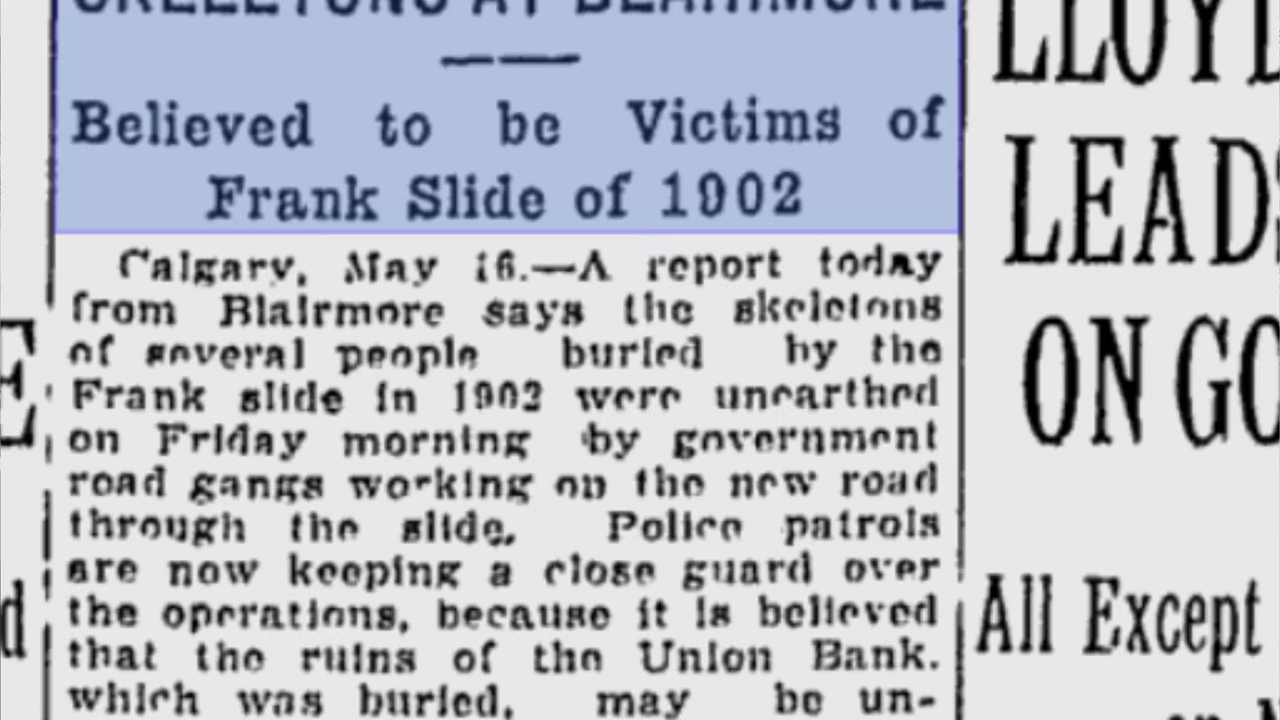 SKELETONS AT BLAIRMORE
Believed to be Victims of
Frank Slide of 1902
Calgary, May 16.—A report today
from Blairmore says the skeletons
of several people buried by the
Frank slide in 1902 were unearthed
on Friday morning by government
road gangs working on the new road
through the slide. Police patrols
are now keeping a close guard over
the operations, because it is believed
that the ruins of the Union Bank.
which was buried, may be un-
LLOYD
LEADS
ON GO
All Except
E
d